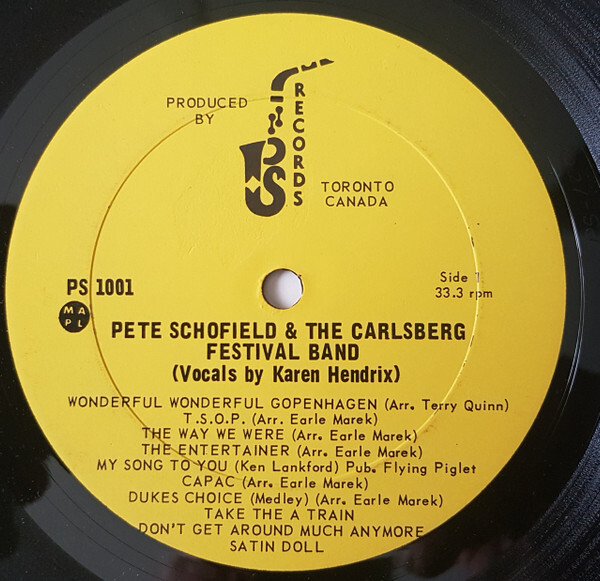 PRODUCED
BY
PS
RECORDS
TORONTO
CANADA
PS 1001
MA
PL
Side 1
33.3 rpm
PETE SCHOFIELD & THE CARLSBERG
FESTIVAL BAND
(Vocals by Karen Hendrix)
WONDERFUL WONDERFUL GOPENHAGEN (Arr. Terry Quinn)
T.S.O.P. (Arr. Earle Marek)
THE WAY WE WERE (Arr. Earle Marek)
THE ENTERTAINER (Arr. Earle Marek)
MY SONG TO YOU (Ken Lankford) Pub. Flying Piglet
CAPAC (Arr. Earle Marek)
DUKES CHOICE (Medley) (Arr. Earle Marek)
TAKE THE A TRAIN
DON'T GET AROUND MUCH ANYMORE
SATIN DOLL